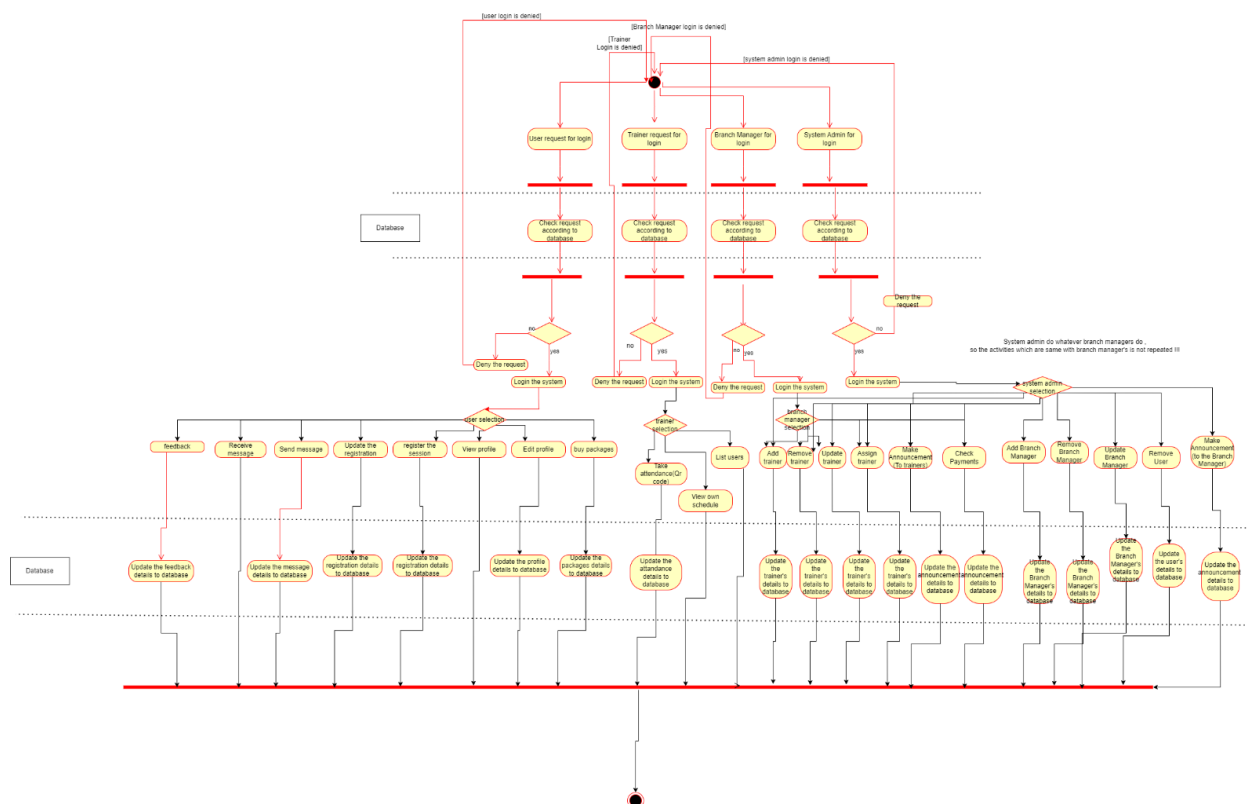 [user login is denied]
[Branch Manager login is denied]
[Trainer
Login is denied]
[system admin login is denied]
User request for login
Trainer request for
login
Branch Manager for
login
System Admin for
login
Database
Check request
according to
database
Check request
according to
database
Check request
according to
database
Check request
according to
database
Deny the
request
no
yes
no
yes
no
yes
no
yes
System admin do whatever branch managers do ,
so the activities which are same with branch manager's is not repeated !!!
Deny the request
Login the system
Deny the request
Login the system
Deny the request
Login the system
Login the system
system admin
selection
user selection
trainer
selection
branch
manager
selection
feedback
Receive
message
Send message
Update the
registration
register the
session
View profile
Edit profile
buy packages
Take
attendance(Qr
code)
View own
schedule
List users
Add
trainer
Remove
trainer
Update
trainer
Assign
trainer
Make
Announcement
(To trainers)
Check
Payments
Add Branch
Manager
Remove
Branch
Manager
Update
Branch
Manager
Remove
User
Make
Announcement
(to the Branch
Manager)
Database
Update the feedback
details to database
Update the message
details to database
Update the
registration details to
database
Update the
registration details to
database
Update the profile
details to database
Update the
packages details to
database
Update the
attandance
details to
database
Update
the
trainer's
details to
database
Update
the
trainer's
details to
database
Update
the
trainer's
details to
database
Update
the
trainer's
details to
database
Update the
announcement
details to
database
Update the
announcement
details to
database
Update
the
Branch
Manager's
details to
database
Update
the
Branch
Manager's
details to
database
Update
the
Branch
Manager's
details to
database
Update
the user's
details to
database
Update the
announcement
details to
database